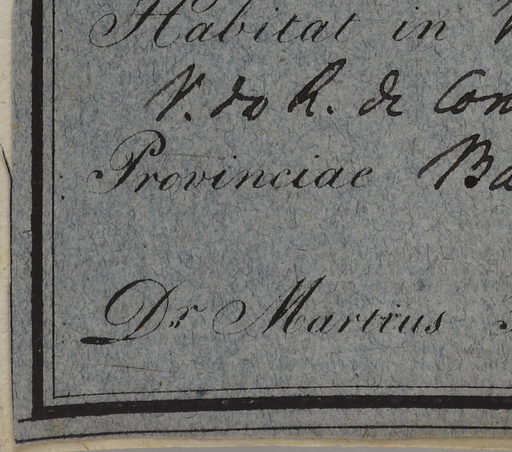 Habitat in
V. do R. de Con
Provinciae Ba
Dr. Martius